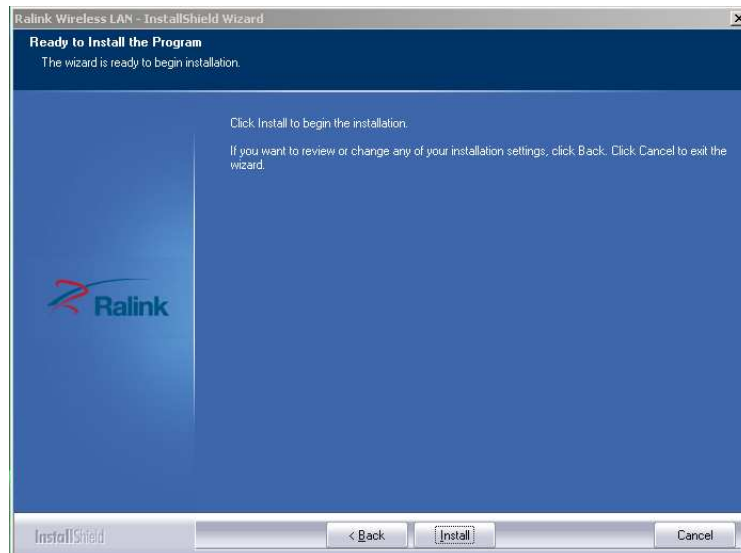 Ralink Wireless LAN - InstallShield Wizard
Ready to Install the Program
The wizard is ready to begin installation.
Click Install to begin the installation.
If you want to review or change any of your installation settings, click Back. Click Cancel to exit the
wizard.
Ralink
InstallShield
< Back
Install
Cancel